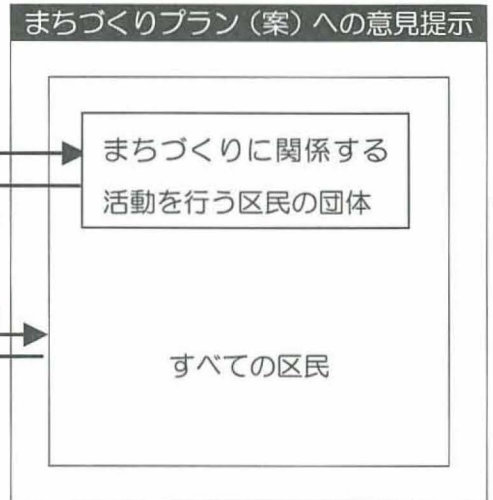 まちづくりプラン（案）への意見提示
まちづくりに関係する
活動を行う区民の団体
すべての区民